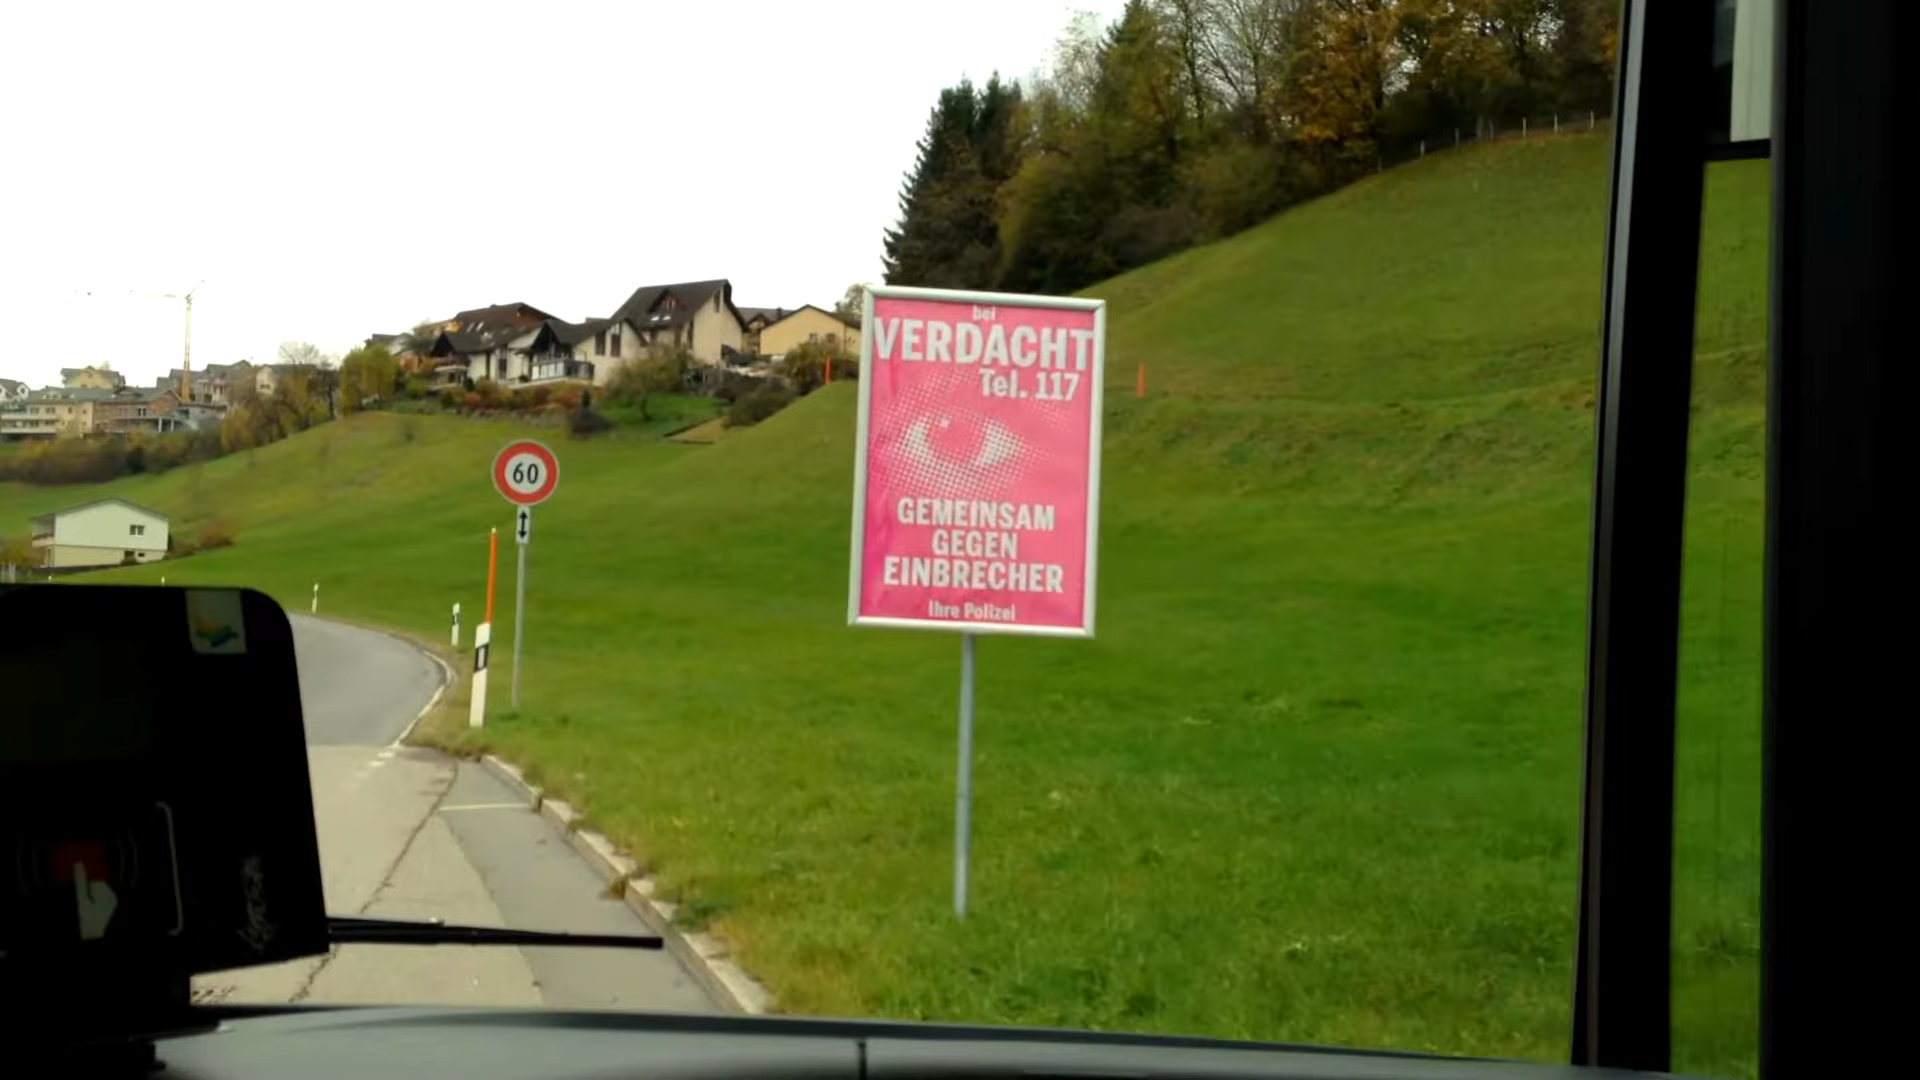 bei
VERDACHT
Tel. 117
GEMEINSAM
GEGEN
EINBRECHER
Ihre Polizei
60